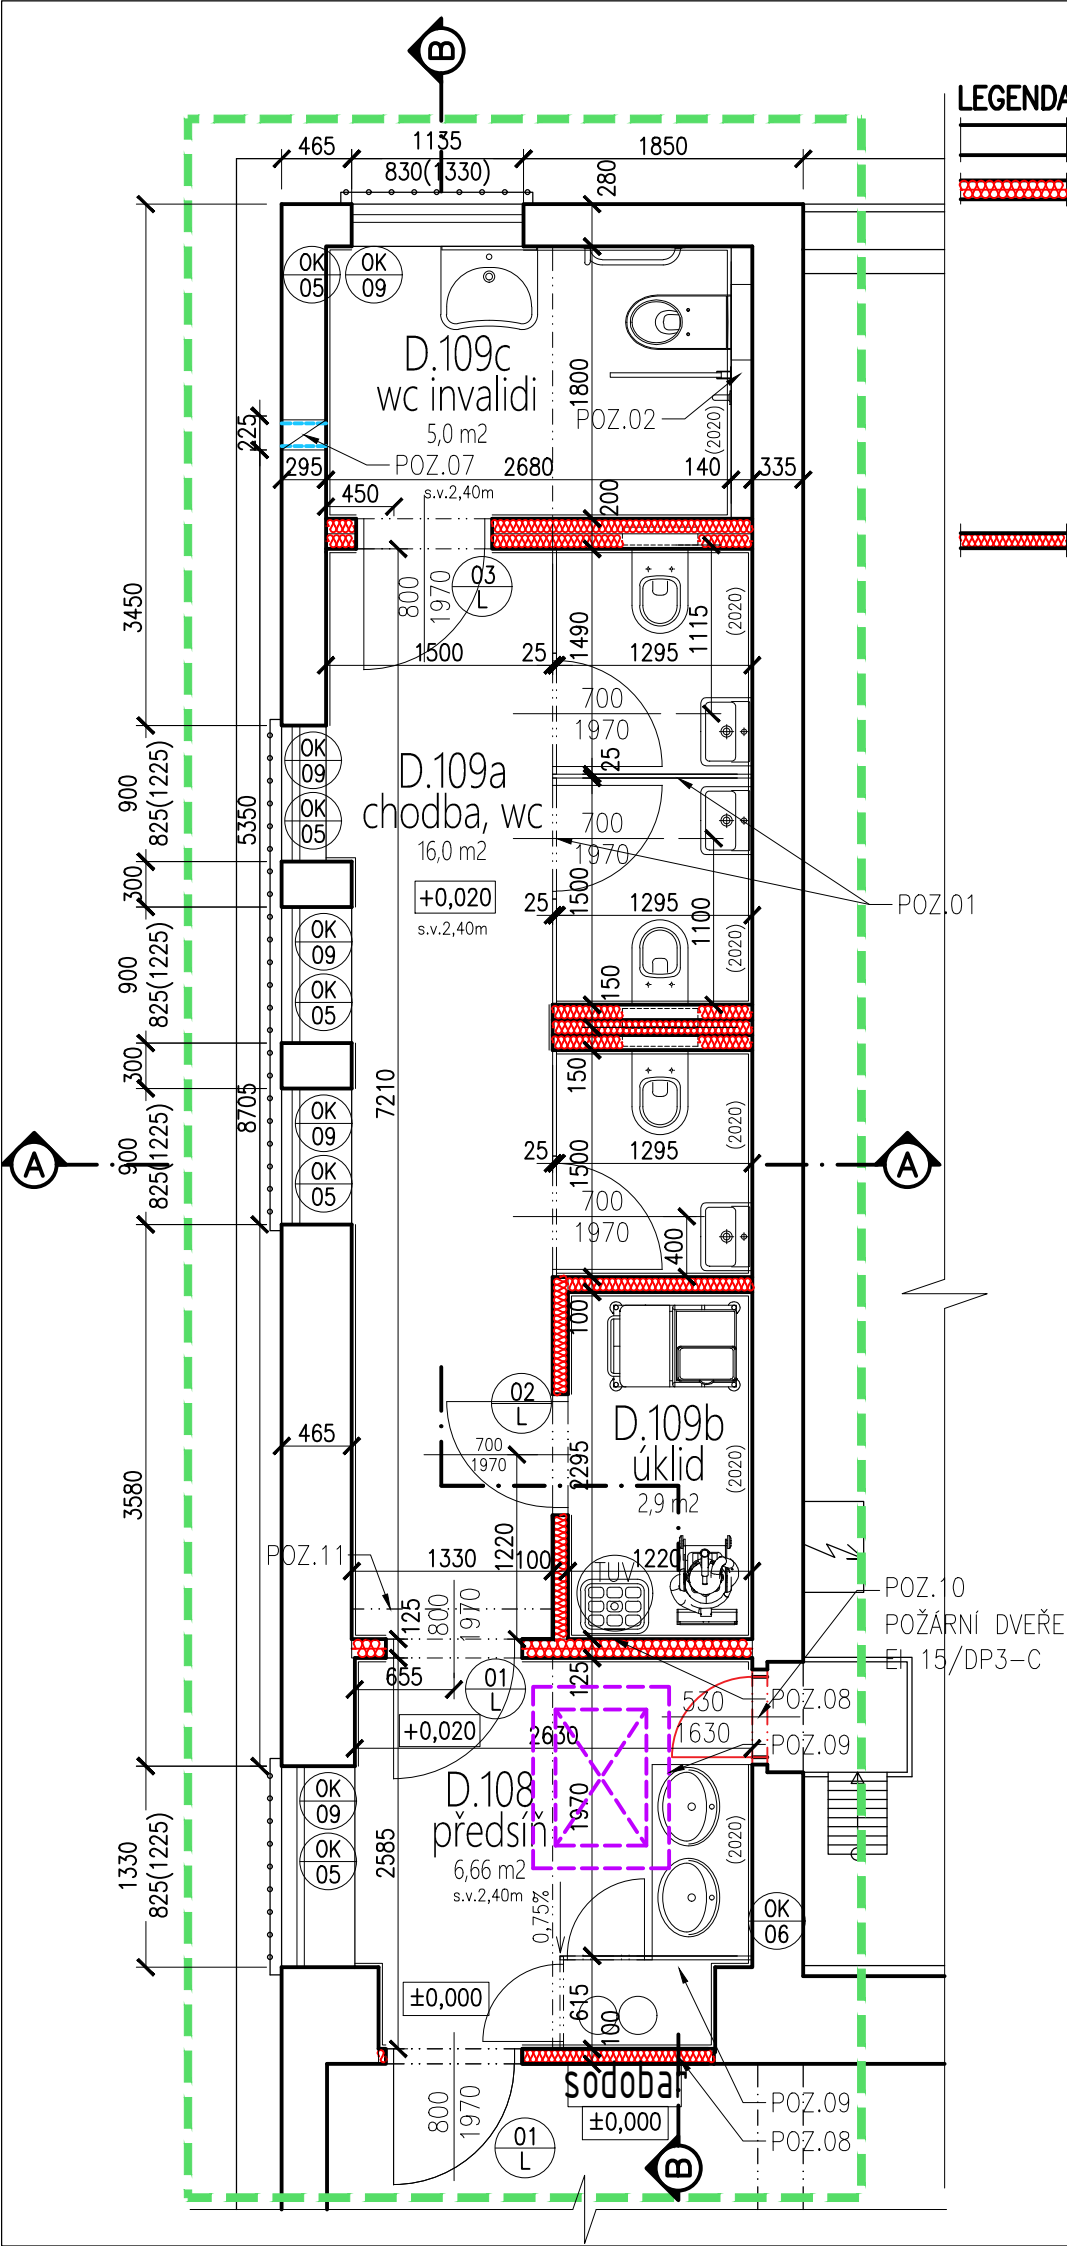 B
LEGENDA
465
1135
1850
830(1330)
280
OK
05
OK
09
D.109c
wc invalidi
5,0 m2
1800
POZ.02
(2020)
225
POZ.07
295
2680
140
335
s.v.2,40m
450
200
03
L
800
1970
3450
1490
1115
(2020)
1500
25
1295
700
1970
25
OK
09
OK
05
D.109a
chodba, wc
16,0 m2
900
825(1225)
5350
700
1970
+0,020
s.v.2,40m
300
25
1500
1295
1100
POZ.01
(2020)
OK
09
OK
05
900
825(1225)
150
300
8705
7210
150
OK
09
OK
05
900
825(1225)
(2020)
A
A
25
1500
1295
700
1970
400
100
02
L
D.109b
úklid
2,9 m2
(2020)
465
700
1970
2295
3580
1220
POZ.11
1330
100
1220
TUV
125
800
1970
POZ.10
POŽÁRNÍ DVEŘE
EI 15/DP3-C
655
01
L
125
530
1630
POZ.08
+0,020
2630
POZ.09
D.108
předsíň
6,66 m2
s.v.2,40m
1970
OK
09
OK
05
1330
825(1225)
2585
(2020)
0,75%
OK
06
±0,000
615
100
sodobar
±0,000
800
1970
01
L
POZ.09
POZ.08
B